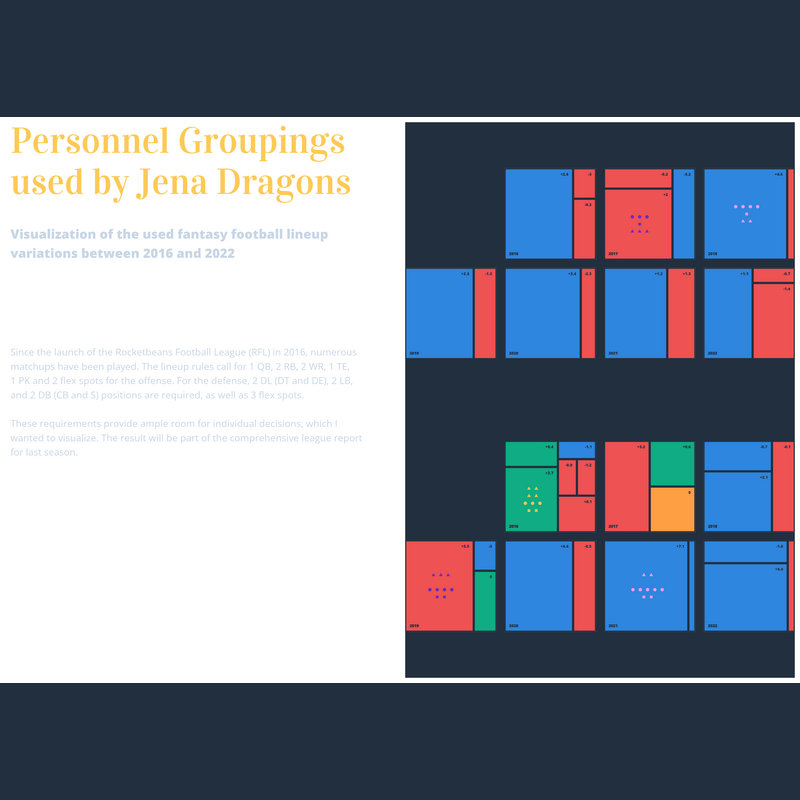 Personnel Groupings
used by Jena Dragons
Visualization of the used fantasy football lineup
variations between 2016 and 2022
Since the launch of the Rocketbeans Football League (RFL) in 2016, numerous
matchups have been played. The lineup rules call for 1 QB, 2 RB, 2 WR, 1 TE,
1 PK and 2 flex spots for the offense. For the defense, 2 DL (DT and DE), 2 LB,
and 2 DB (CB and S) positions are required, as well as 3 flex spots.
These requirements provide ample room for individual decisions, which I
wanted to visualize. The result will be part of the comprehensive league report
for last season.
2016
2017
2018
2019
2020
2021
2022
2016
2017
2018
2019
2020
2021
2022